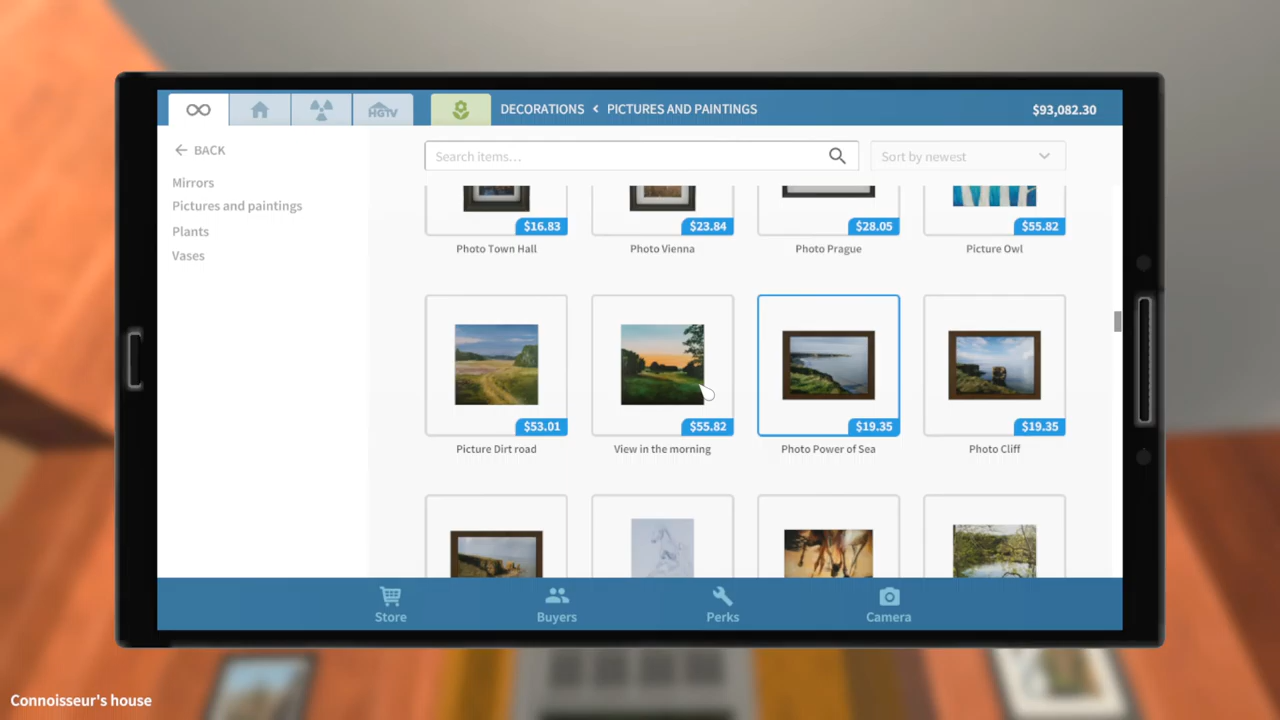 HGTV
DECORATIONS < PICTURES AND PAINTINGS
$93,082.30
BACK
Mirrors
Pictures and paintings
Plants
Vases
Search items...
Sort by newest
$16.83
$23.84
$28.05
$55.82
Photo Town Hall
Photo Vienna
Photo Prague
Picture Owl
$53.01
$55.82
$19.35
$19.35
Picture Dirt road
View in the morning
Photo Power of Sea
Photo Cliff
Store
Buyers
Perks
Camera
Connoisseur's house